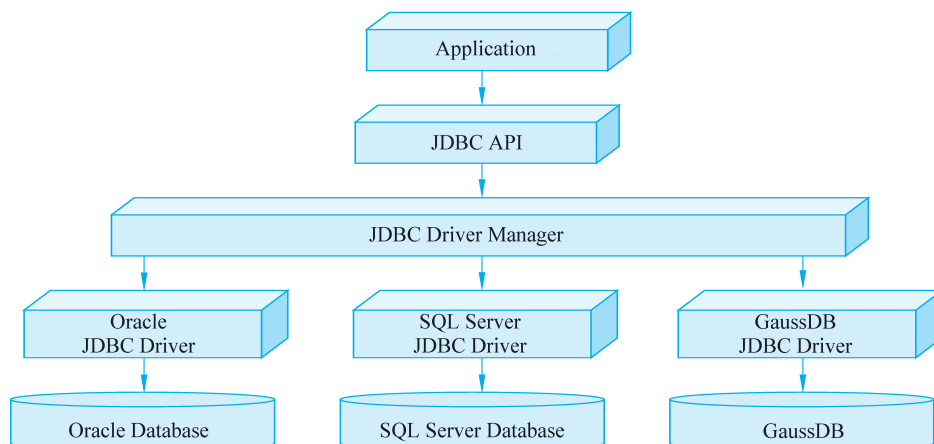 Application
JDBC API
JDBC Driver Manager
Oracle
JDBC Driver
SQL Server
JDBC Driver
GaussDB
JDBC Driver
Oracle Database
SQL Server Database
GaussDB